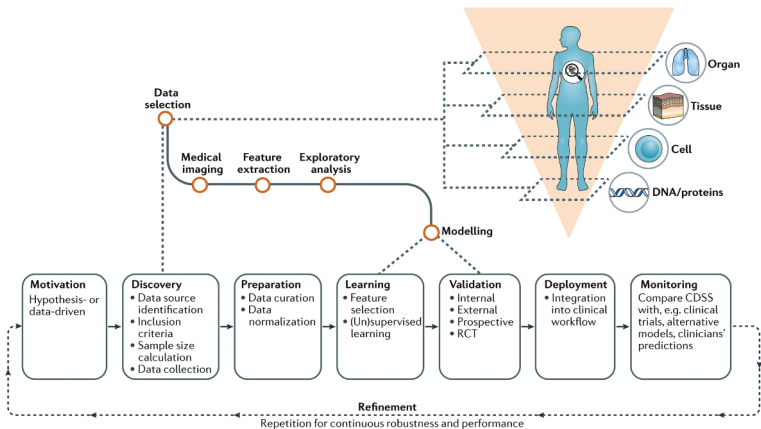 Organ
Data
selection
Tissue
Medical
imaging
Feature
extraction
Exploratory
analysis
Cell
DNA/proteins
Modelling
Motivation
Hypothesis- or
data-driven
Discovery
• Data source
identification
• Inclusion
criteria
• Sample size
calculation
• Data collection
Preparation
• Data curation
• Data
normalization
Learning
• Feature
selection
• (Un)supervised
learning
Validation
• Internal
• External
• Prospective
• RCT
Deployment
• Integration
into clinical
workflow
Monitoring
Compare CDSS
with, e.g. clinical
trials, alternative
models, clinicians'
predictions
Refinement
Repetition for continuous robustness and performance